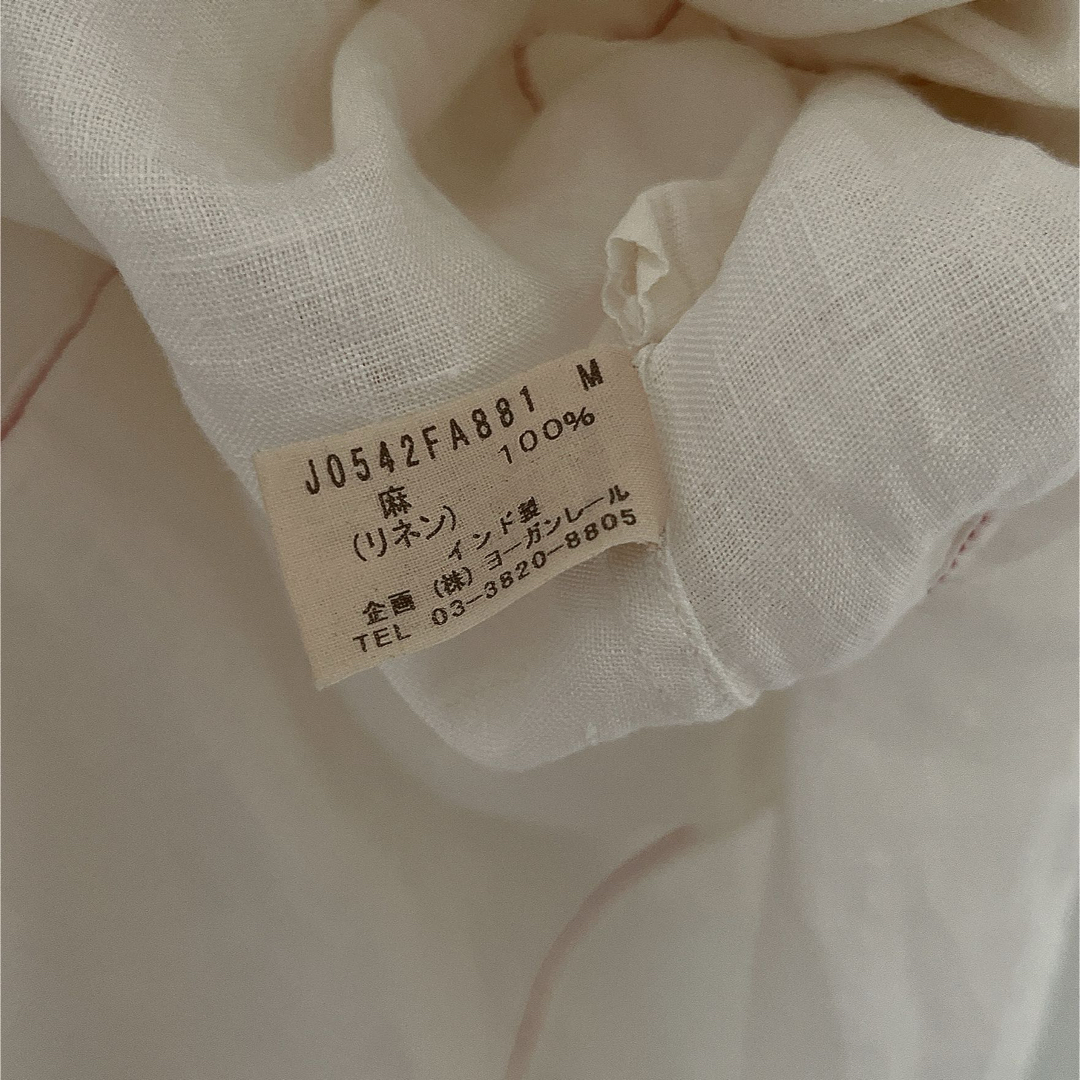 J0542FA881 M
麻 100%
(リネン)
インド製
企画 (株) ヨーガンレール
TEL 03-3820-8805